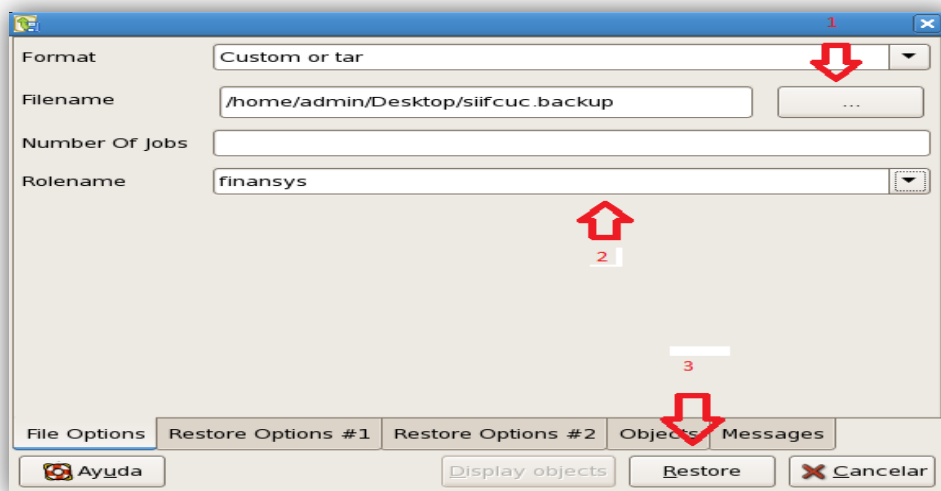 1
Format Custom or tar
Filename /home/admin/Desktop/siifcuc.backup ...
Number Of Jobs
Rolename finansys
2
3
File Options Restore Options #1 Restore Options #2 Objects Messages
Ayuda Display objects Restore Cancelar